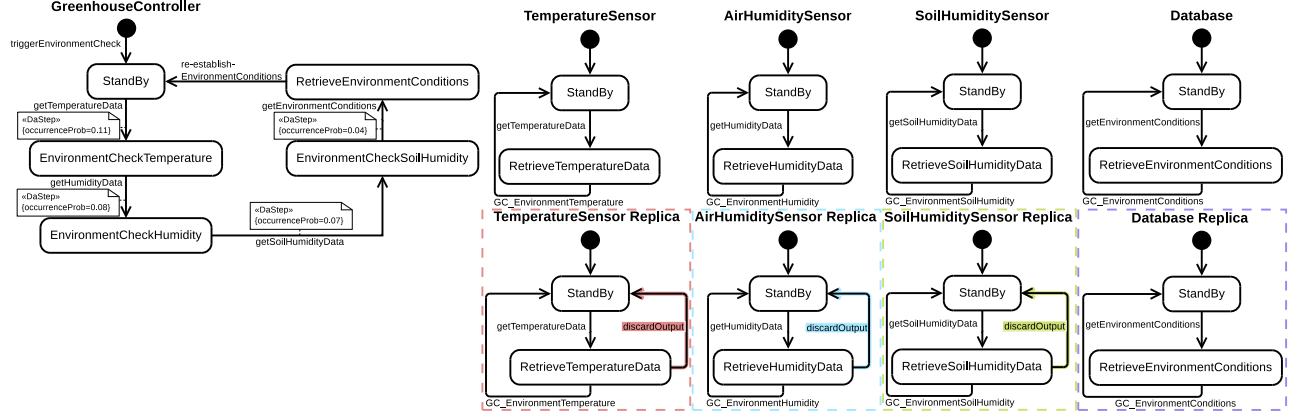 GreenhouseController
triggerEnvironmentCheck
StandBy
re-establish-
EnvironmentConditions
RetrieveEnvironmentConditions
getTemperatureData
«DaStep»
{occurrenceProb=0.11}
getEnvironmentConditions
«DaStep»
{occurrenceProb=0.04}
EnvironmentCheckTemperature
EnvironmentCheckSoilHumidity
getHumidityData
«DaStep»
{occurrenceProb=0.08}
«DaStep»
{occurrenceProb=0.07}
EnvironmentCheckHumidity
getSoilHumidityData
TemperatureSensor
StandBy
getTemperatureData
RetrieveTemperatureData
GC_EnvironmentTemperature
AirHumiditySensor
StandBy
getHumidityData
RetrieveHumidityData
GC_EnvironmentHumidity
SoilHumiditySensor
StandBy
getSoilHumidityData
RetrieveSoilHumidityData
GC_EnvironmentSoilHumidity
Database
StandBy
getEnvironmentConditions
RetrieveEnvironmentConditions
GC_EnvironmentConditions
TemperatureSensor Replica
StandBy
getTemperatureData
discardOutput
RetrieveTemperatureData
GC_EnvironmentTemperature
AirHumiditySensor Replica
StandBy
getHumidityData
discardOutput
RetrieveHumidityData
GC_EnvironmentHumidity
SoilHumiditySensor Replica
StandBy
getSoilHumidityData
discardOutput
RetrieveSoilHumidityData
GC_EnvironmentSoilHumidity
Database Replica
StandBy
getEnvironmentConditions
RetrieveEnvironmentConditions
GC_EnvironmentConditions